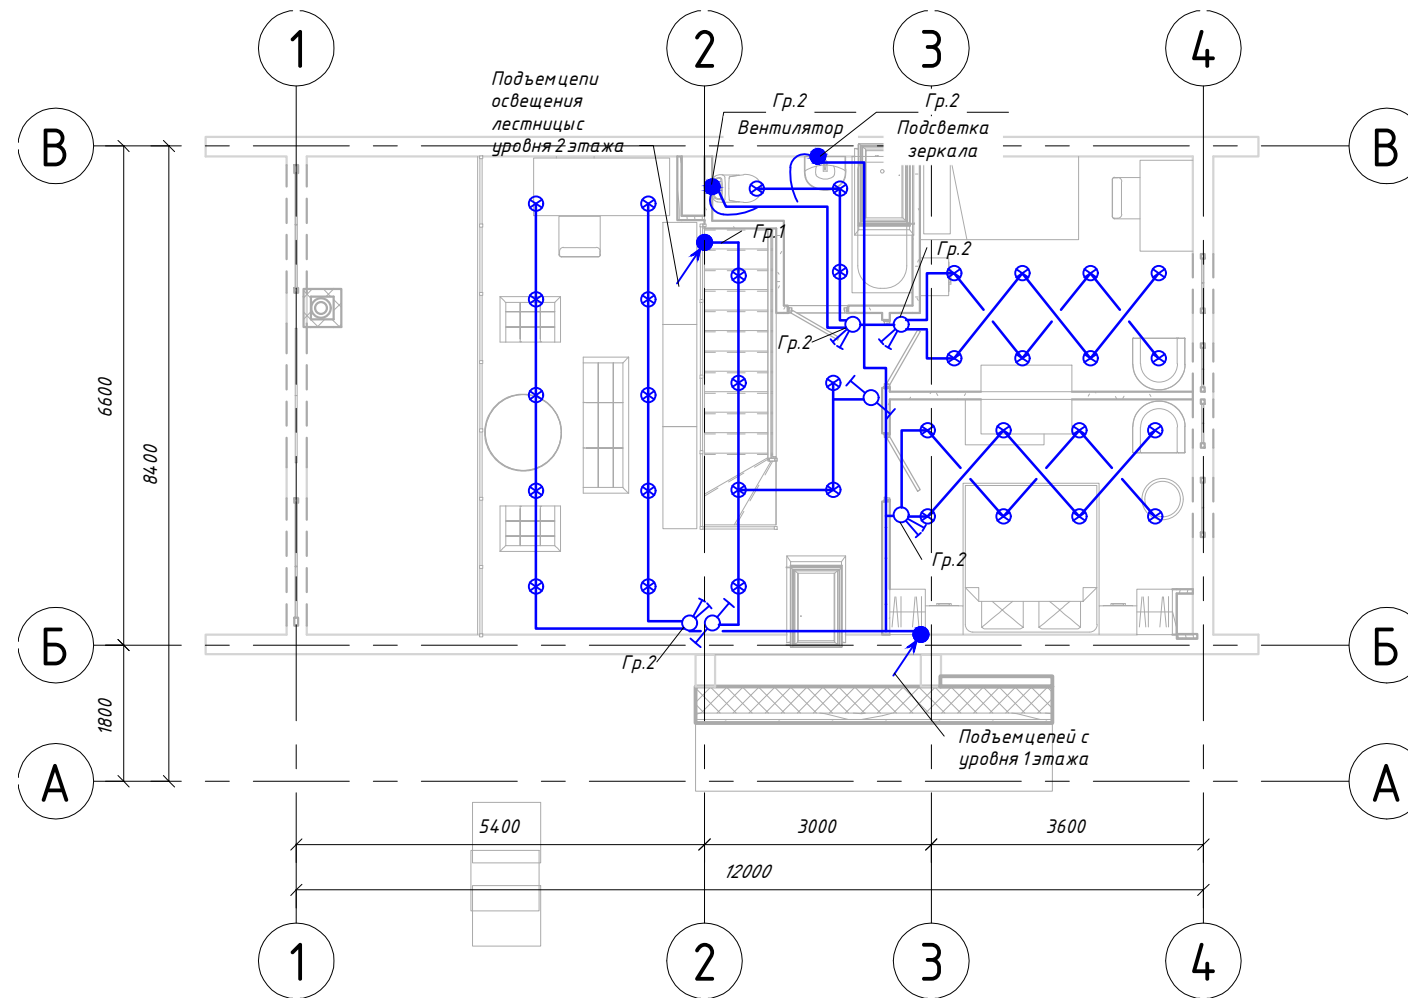 1
2
3
4
Подъем цепи
освещения
лестницы с
уровня 2 этажа
Гр.2
Вентилятор
Гр.2
Подсветка
зеркала
В
В
Гр.1
Гр.2
Гр.2
6600
8400
Гр.2
Гр.2
Б
Б
1800
Подъем цепей с
уровня 1 этажа
А
А
5400
3000
3600
12000
1
2
3
4